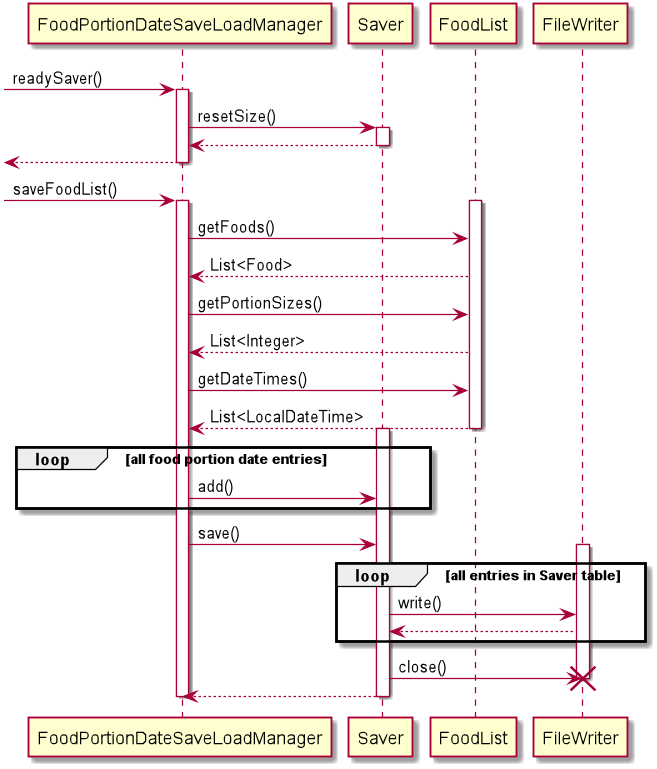 FoodPortionDateSaveLoadManager
Saver
FoodList
FileWriter
readySaver()
resetSize()
saveFoodList()
getFoods()
List<Food>
getPortionSizes()
List<Integer>
getDateTimes()
List<LocalDateTime>
loop [all food portion date entries]
add()
save()
loop [all entries in Saver table]
write()
close()
FoodPortionDateSaveLoadManager
Saver
FoodList
FileWriter